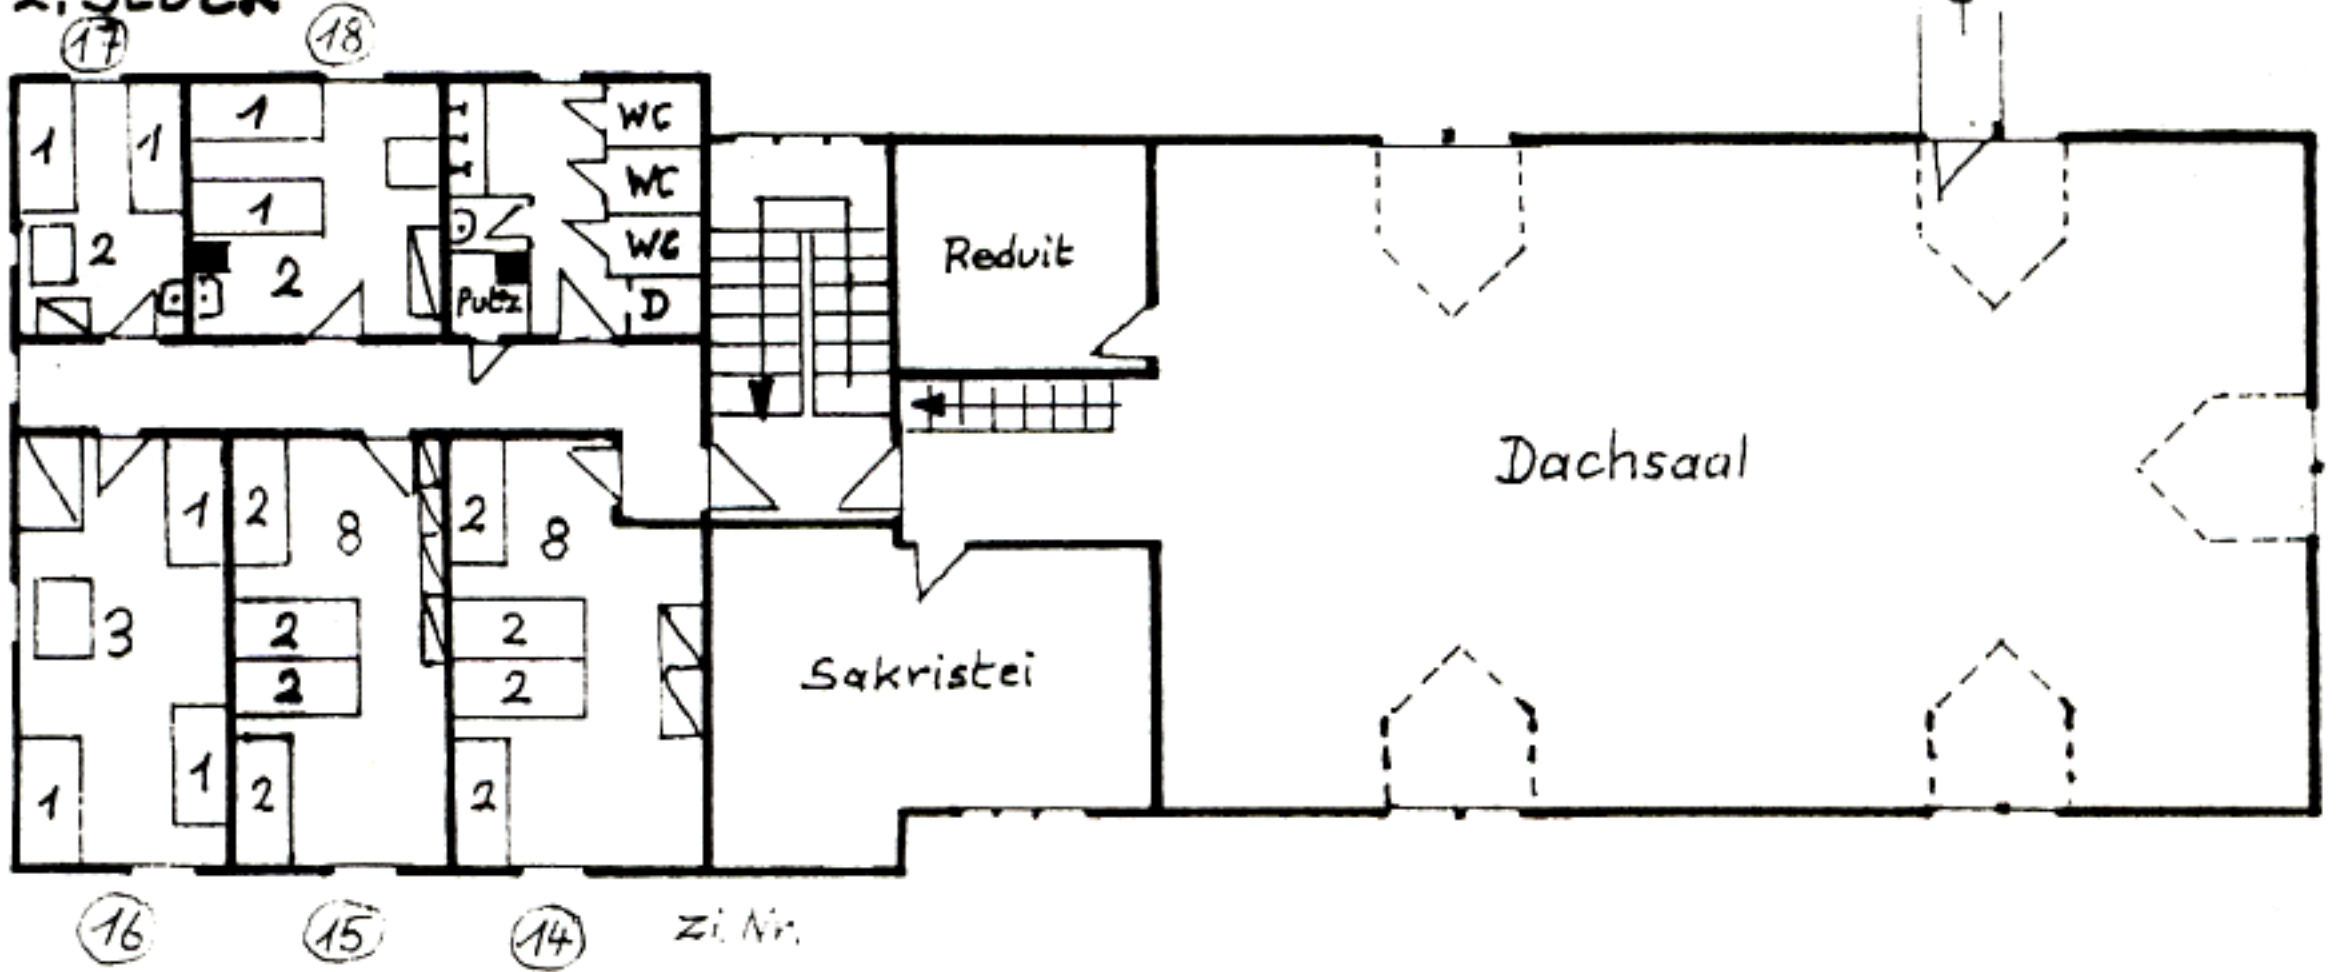 17 18
1 1 1 WC
1 WC
2 2 Reduit WC
Putz D
Dachsaal
1 2 8 2 8
3 2 2
2 2 Sakristei
1 1 2 2
16 15 14 Zi. Nr.